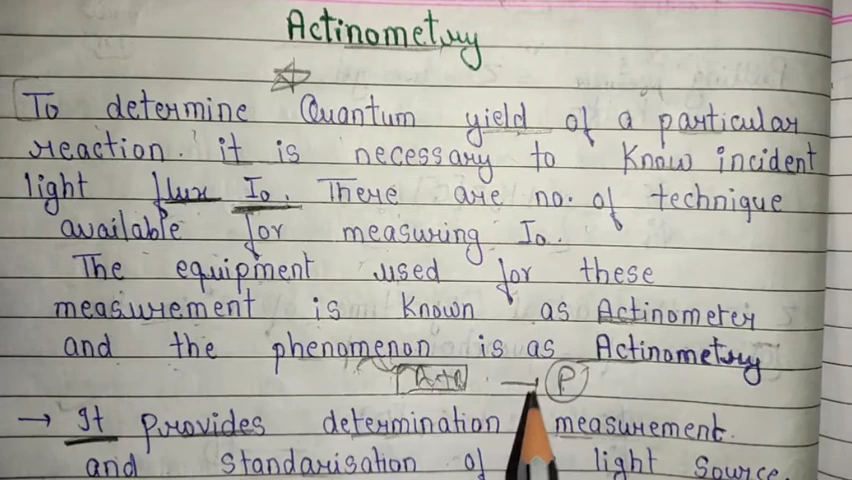 Actinometry
To determine Quantum yield of a particular
reaction. it is necessary to know incident
light flux I₀. There are no. of technique
available for measuring I₀.
The equipment used for these
measurement is known as Actinometer
and the phenomenon is as Actinometry
→ P
→ It provides determination measurement.
and standarisation of light source.